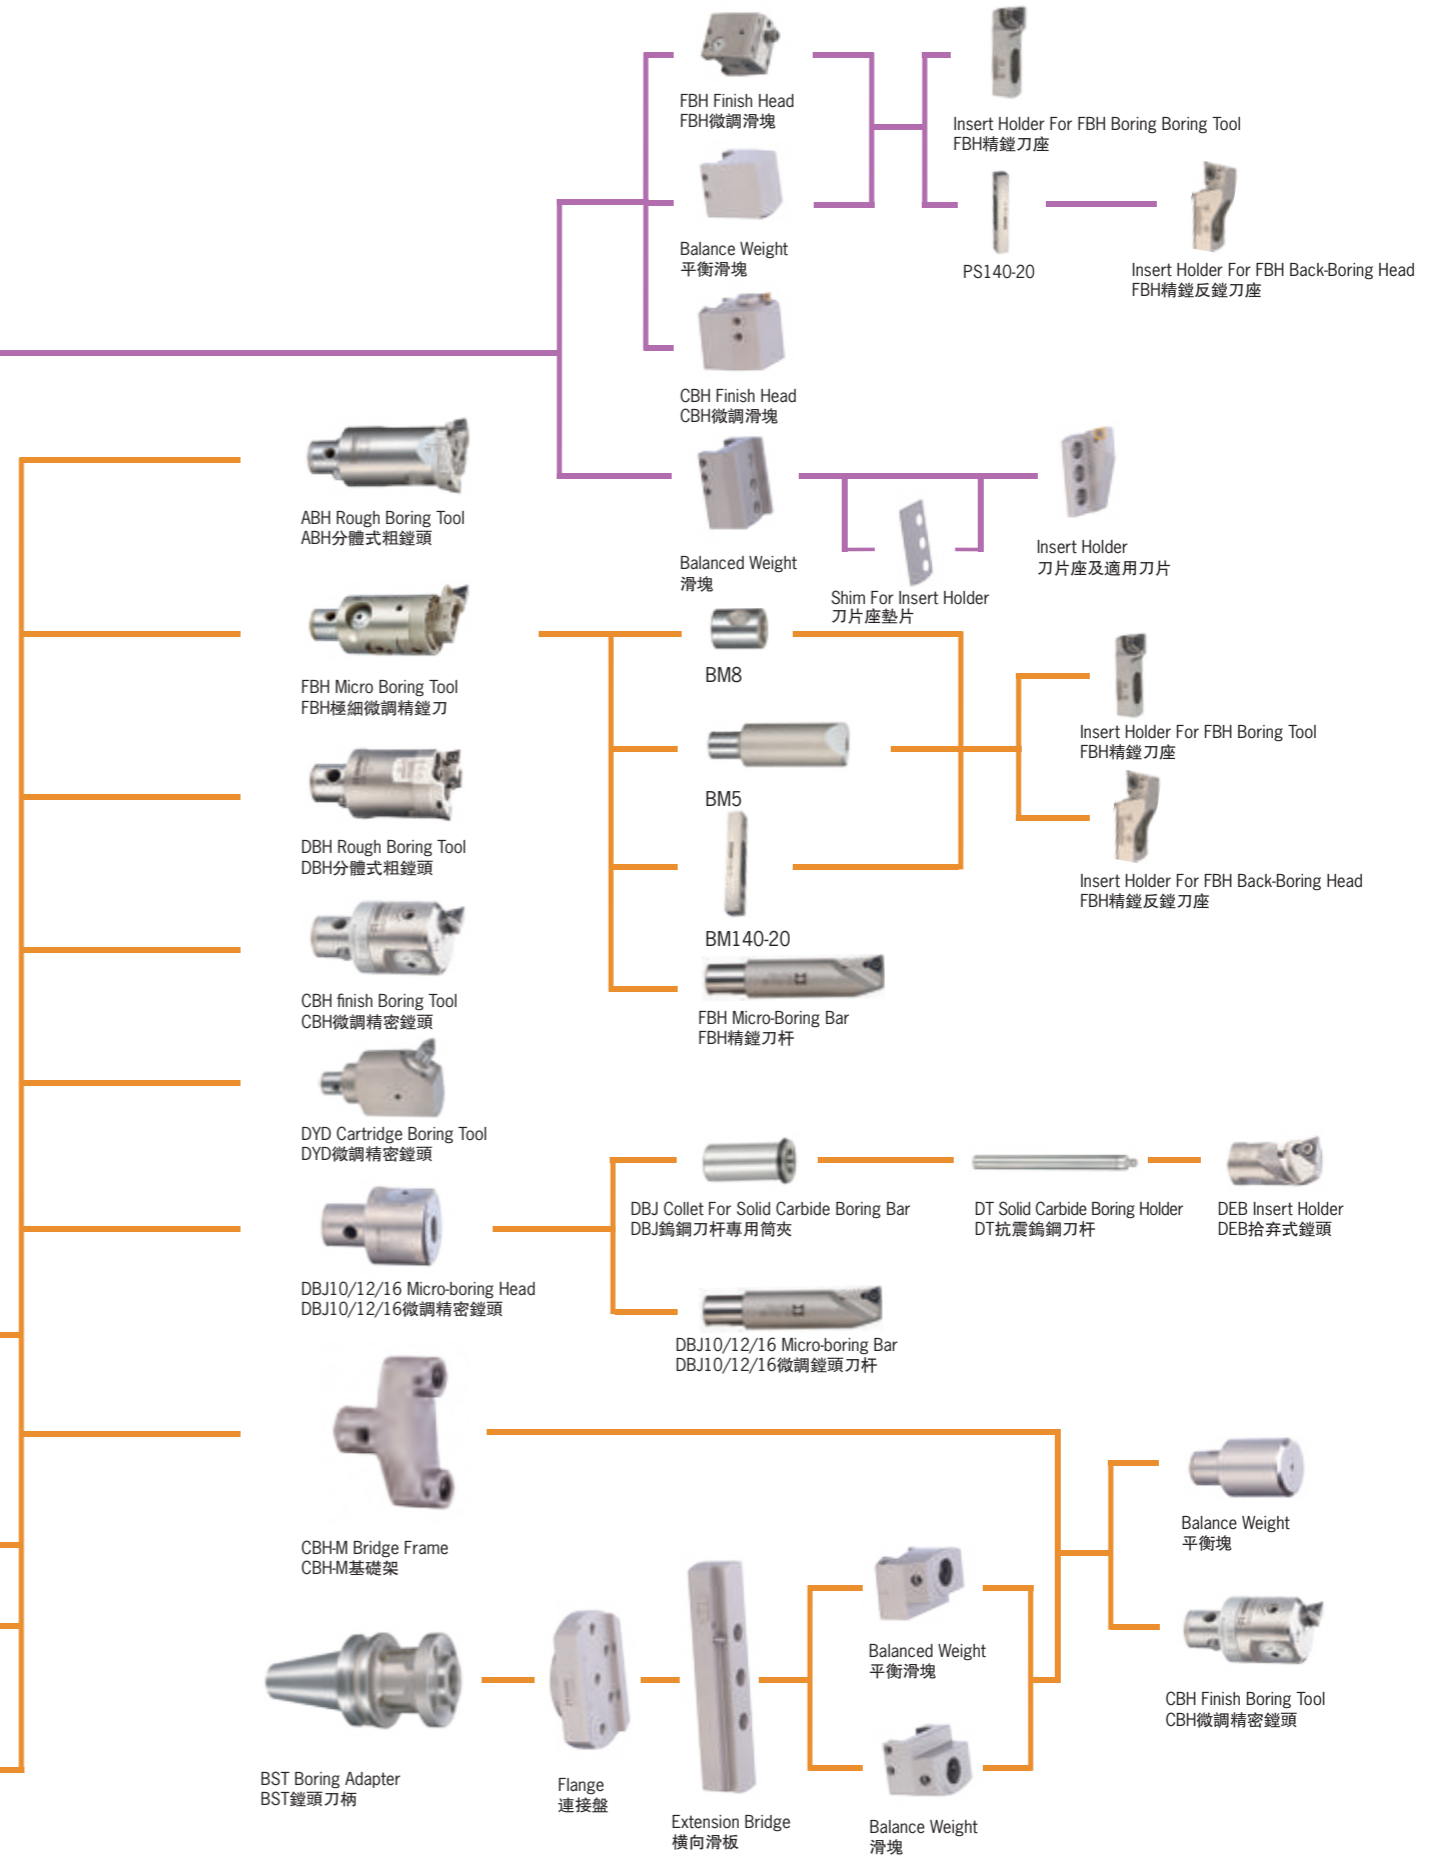 FBH Finish Head
FBH微調滑塊
Insert Holder For FBH Boring Boring Tool
FBH精鏜刀座
Balance Weight
平衡滑塊
PS140-20
Insert Holder For FBH Back-Boring Head
FBH精鏜反鏜刀座
CBH Finish Head
CBH微調滑塊
ABH Rough Boring Tool
ABH分體式粗鏜頭
Balanced Weight
滑塊
Shim For Insert Holder
刀片座墊片
Insert Holder
刀片座及適用刀片
FBH Micro Boring Tool
FBH極細微調精鏜刀
BM8
Insert Holder For FBH Boring Tool
FBH精鏜刀座
BM5
DBH Rough Boring Tool
DBH分體式粗鏜頭
Insert Holder For FBH Back-Boring Head
FBH精鏜反鏜刀座
BM140-20
CBH finish Boring Tool
CBH微調精密鏜頭
FBH Micro-Boring Bar
FBH精鏜刀杆
DYD Cartridge Boring Tool
DYD微調精密鏜頭
DBJ Collet For Solid Carbide Boring Bar
DBJ鎢鋼刀杆專用筒夾
DT Solid Carbide Boring Holder
DT抗震鎢鋼刀杆
DEB Insert Holder
DEB拾弃式鏜頭
DBJ10/12/16 Micro-boring Head
DBJ10/12/16微調精密鏜頭
DBJ10/12/16 Micro-boring Bar
DBJ10/12/16微調鏜頭刀杆
CBH-M Bridge Frame
CBH-M基礎架
Balance Weight
平衡塊
Balanced Weight
平衡滑塊
CBH Finish Boring Tool
CBH微調精密鏜頭
BST Boring Adapter
BST鏜頭刀柄
Flange
連接盤
Extension Bridge
橫向滑板
Balance Weight
滑塊